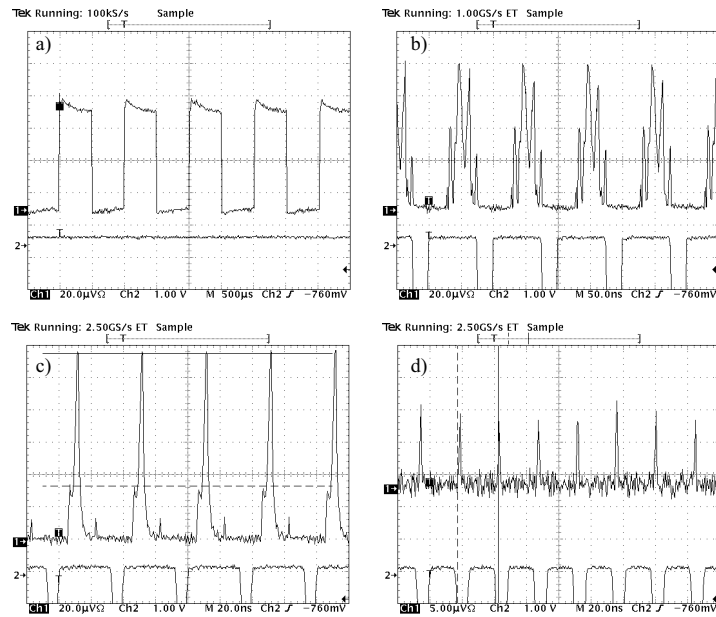 Tek Running: 100kS/s Sample
[ T ]
a)
1→
T
2→
Ch1 20.0µVΩ Ch2 1.00 V M 500µs Ch2 ∫ −760mV
Tek Running: 1.00GS/s ET Sample
[ T ]
b)
T
1→
T
2→
Ch1 20.0µVΩ Ch2 1.00 V M 50.0ns Ch2 ∫ −760mV
Tek Running: 2.50GS/s ET Sample
[ T ]
c)
T
1→
2→
T
Ch1 20.0µVΩ Ch2 1.00 V M 20.0ns Ch2 ∫ −760mV
Tek Running: 2.50GS/s ET Sample
[ T ]
d)
T
1→
2→
T
Ch1 5.00µVΩ Ch2 1.00 V M 20.0ns Ch2 ∫ −760mV